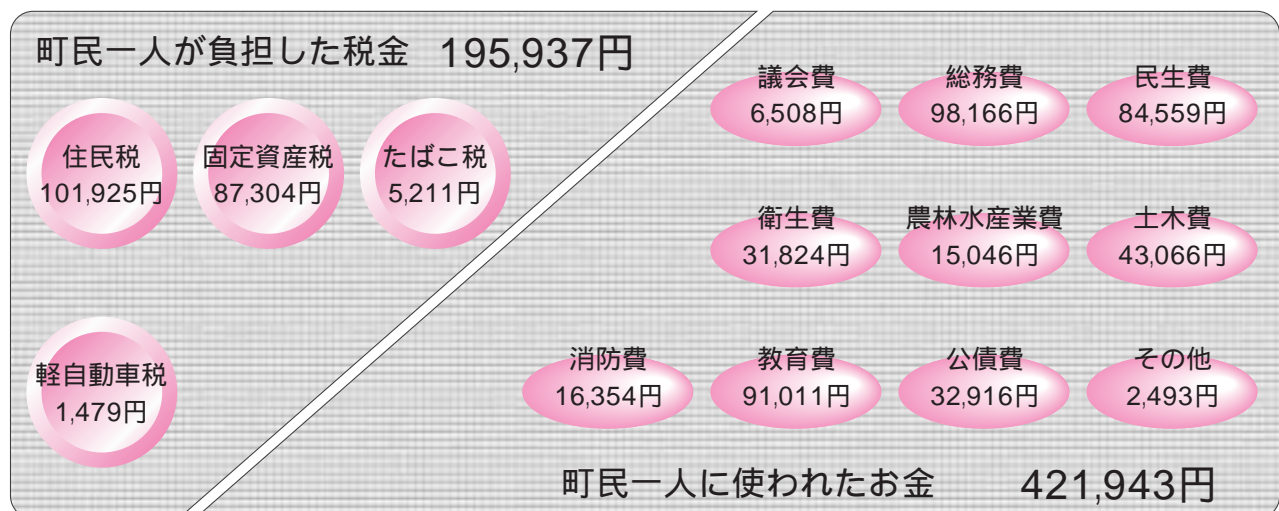 町民一人が負担した税金 195,937円
住民税
101,925円
固定資産税
87,304円
たばこ税
5,211円
軽自動車税
1,479円
議会費
6,508円
総務費
98,166円
民生費
84,559円
衛生費
31,824円
農林水産業費
15,046円
土木費
43,066円
消防費
16,354円
教育費
91,011円
公債費
32,916円
その他
2,493円
町民一人に使われたお金 421,943円